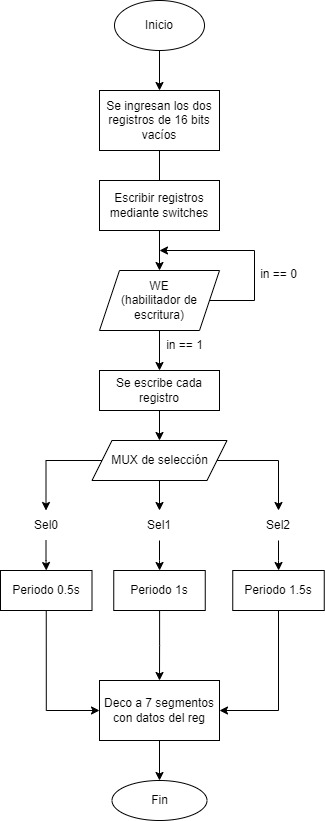 Inicio
Se ingresan los dos
registros de 16 bits
vacíos
Escribir registros
mediante switches
WE
(habilitador de
escritura)
in == 0
in == 1
Se escribe cada
registro
MUX de selección
Sel0
Sel1
Sel2
Periodo 0.5s
Periodo 1s
Periodo 1.5s
Deco a 7 segmentos
con datos del reg
Fin